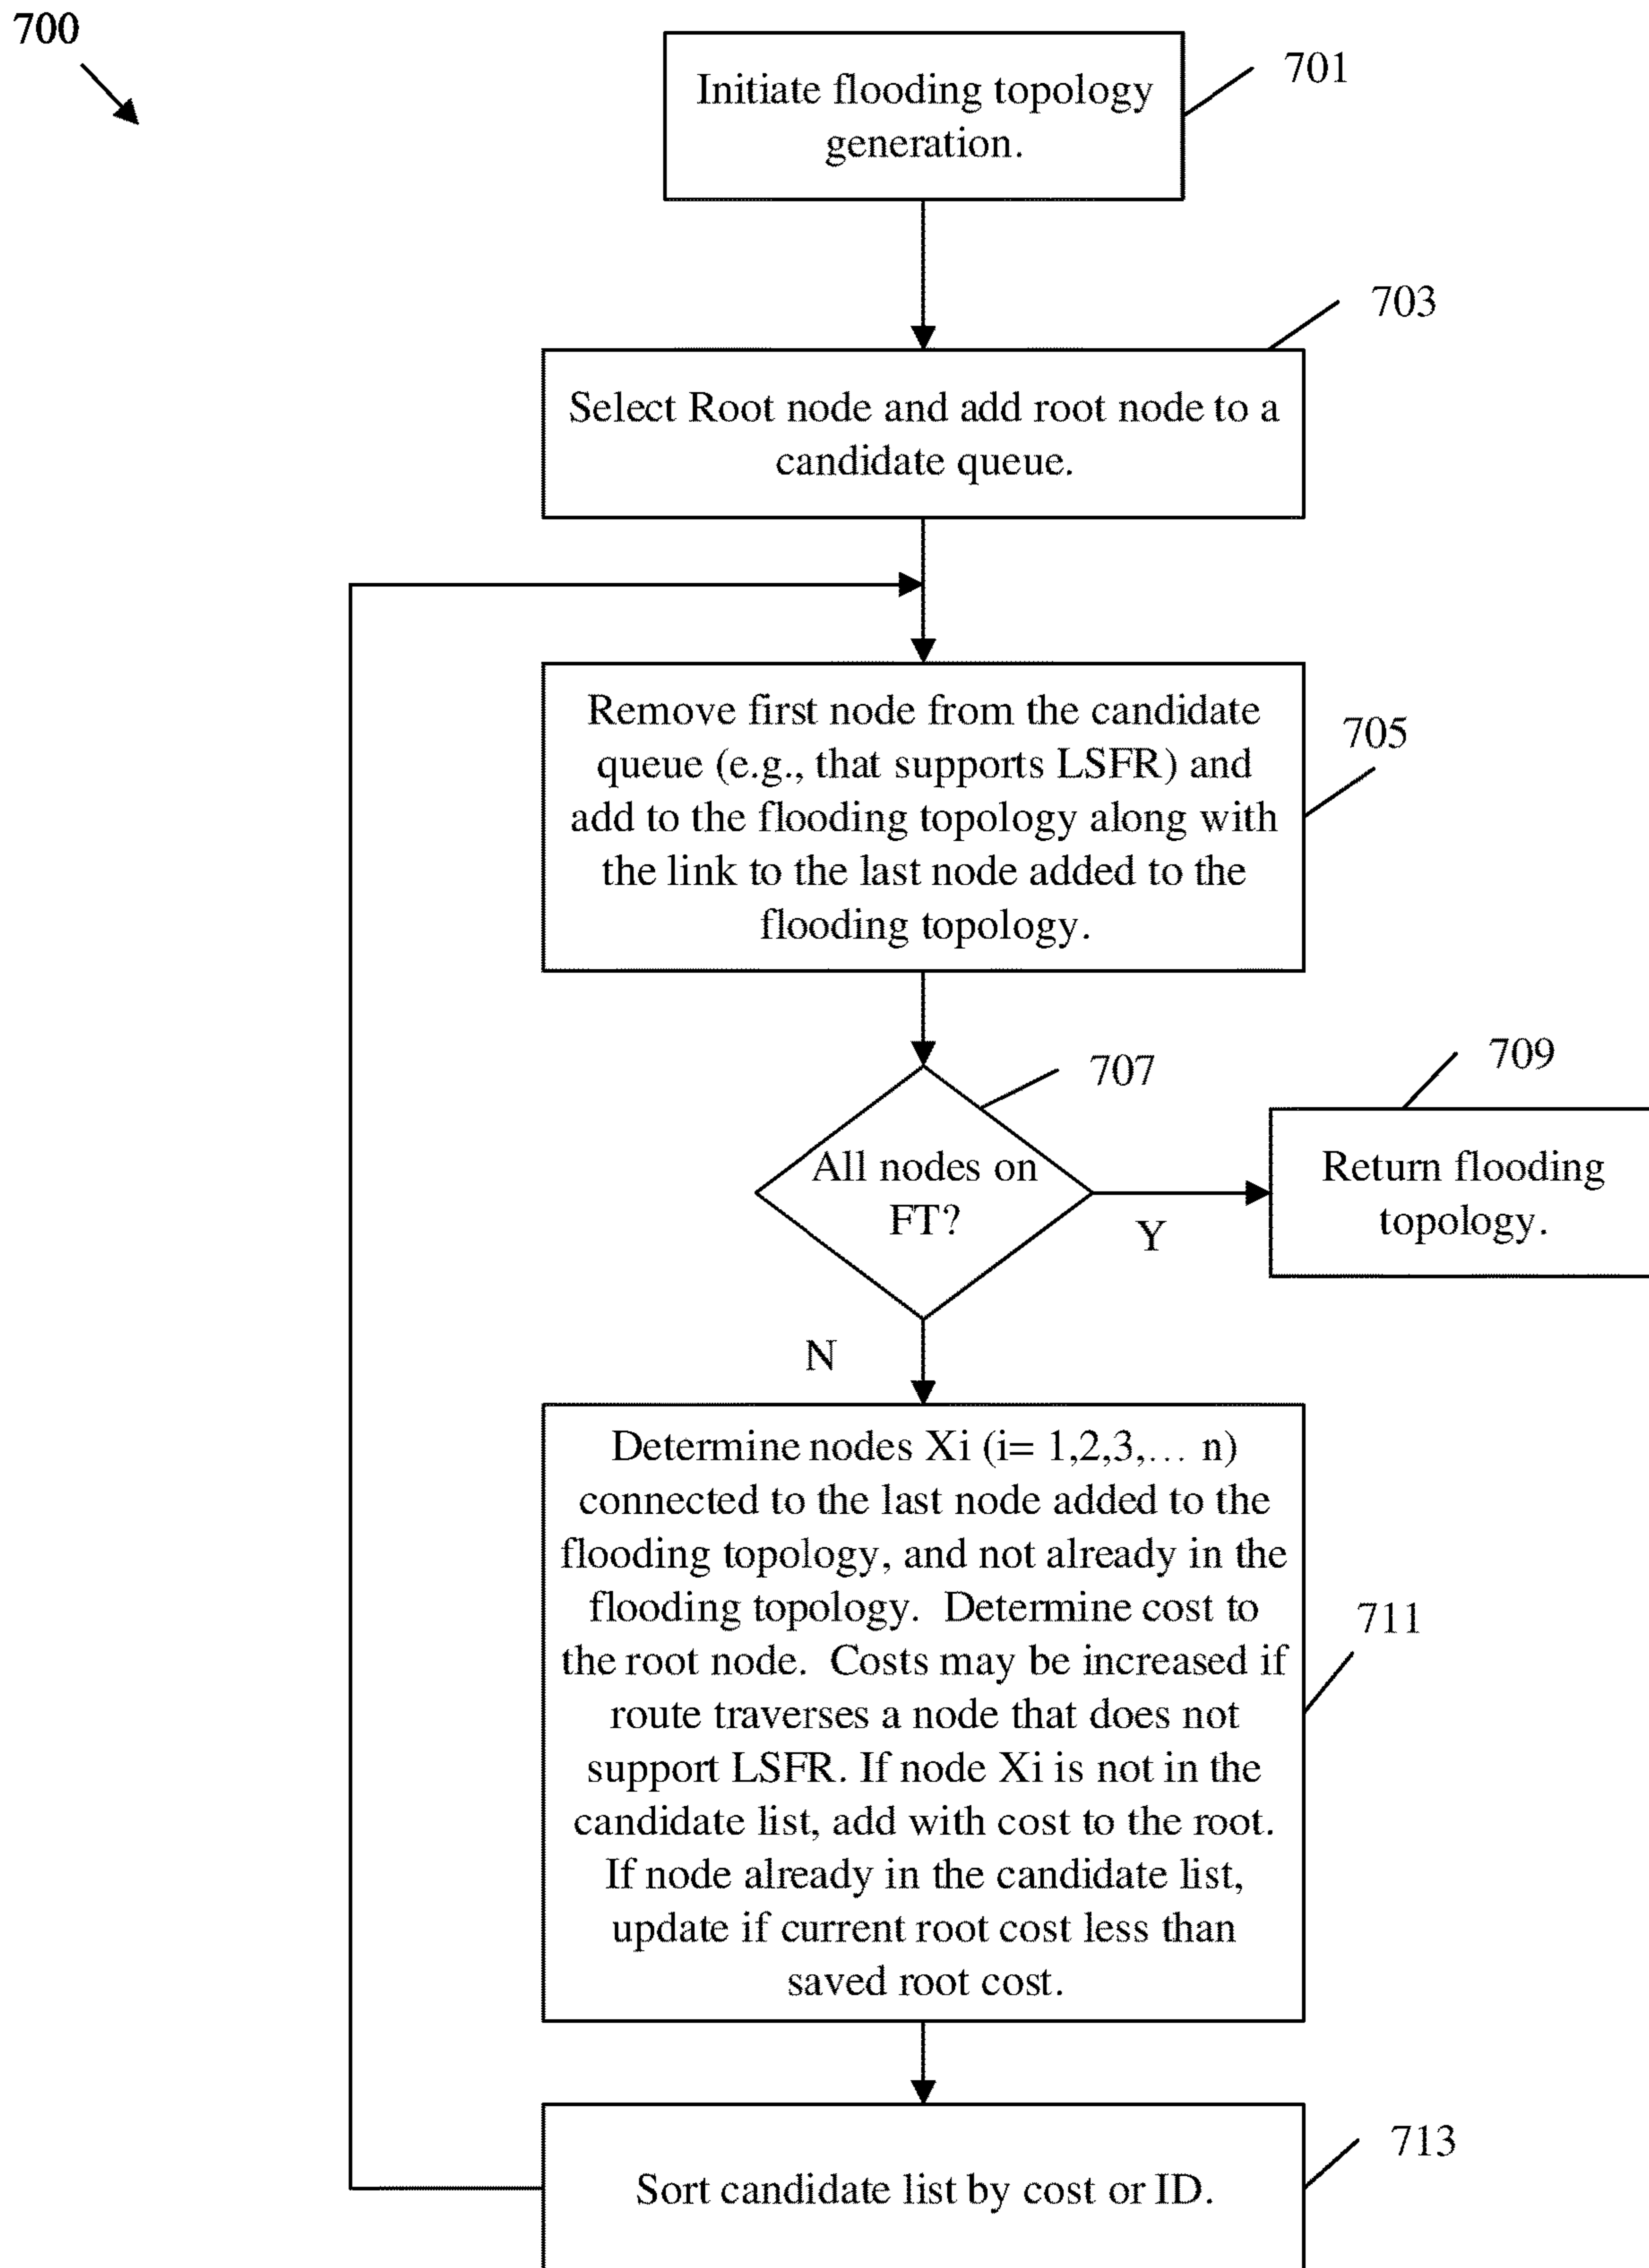 700
Initiate flooding topology
generation.
701
703
Select Root node and add root node to a
candidate queue.
Remove first node from the candidate
queue (e.g., that supports LSFR) and
add to the flooding topology along with
the link to the last node added to the
flooding topology.
705
707
All nodes on
FT?
Y
709
Return flooding
topology.
N
Determine nodes Xi (i= 1,2,3,... n)
connected to the last node added to the
flooding topology, and not already in the
flooding topology.  Determine cost to
the root node.  Costs may be increased if
route traverses a node that does not
support LSFR. If node Xi is not in the
candidate list, add with cost to the root.
If node already in the candidate list,
update if current root cost less than
saved root cost.
711
Sort candidate list by cost or ID.
713